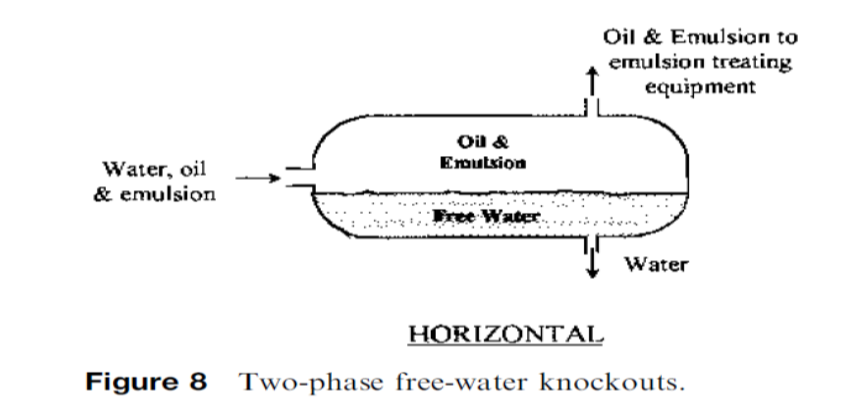 Oil & Emulsion to
emulsion treating
equipment
Oil &
Emulsion
Water, oil
& emulsion
Free Water
Water
HORIZONTAL
Figure 8 Two-phase free-water knockouts.